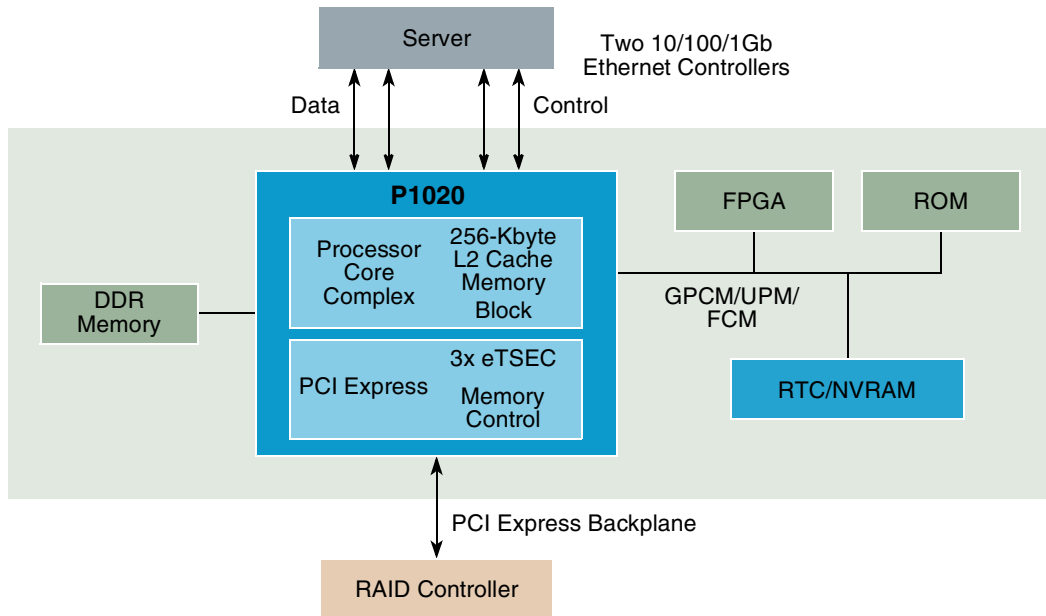 Server
Two 10/100/1Gb
Ethernet Controllers
Data
Control
P1020
Processor
Core
Complex
256-Kbyte
L2 Cache
Memory
Block
PCI Express
3x eTSEC
Memory
Control
DDR
Memory
FPGA
ROM
GPCM/UPM/
FCM
RTC/NVRAM
PCI Express Backplane
RAID Controller